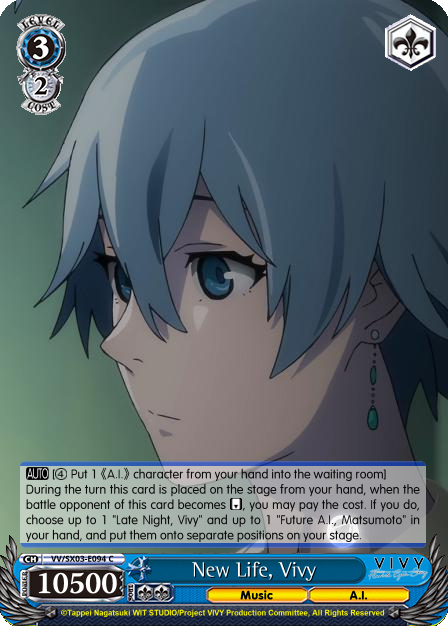 LEVEL
3
2
COST
AUTO [④ Put 1 《A.I.》 character from your hand into the waiting room]
During the turn this card is placed on the stage from your hand, when the
battle opponent of this card becomes, you may pay the cost. If you do,
choose up to 1 "Late Night, Vivy" and up to 1 "Future A.I., Matsumoto" in
your hand, and put them onto separate positions on your stage.
CH VV/SX03-E094 C
POWER 10500 SOUL
New Life, Vivy
VIVY
Music A.I.
©Tappei Nagatsuki WIT STUDIO/Project VIVY Production Committee, All Rights Reserved